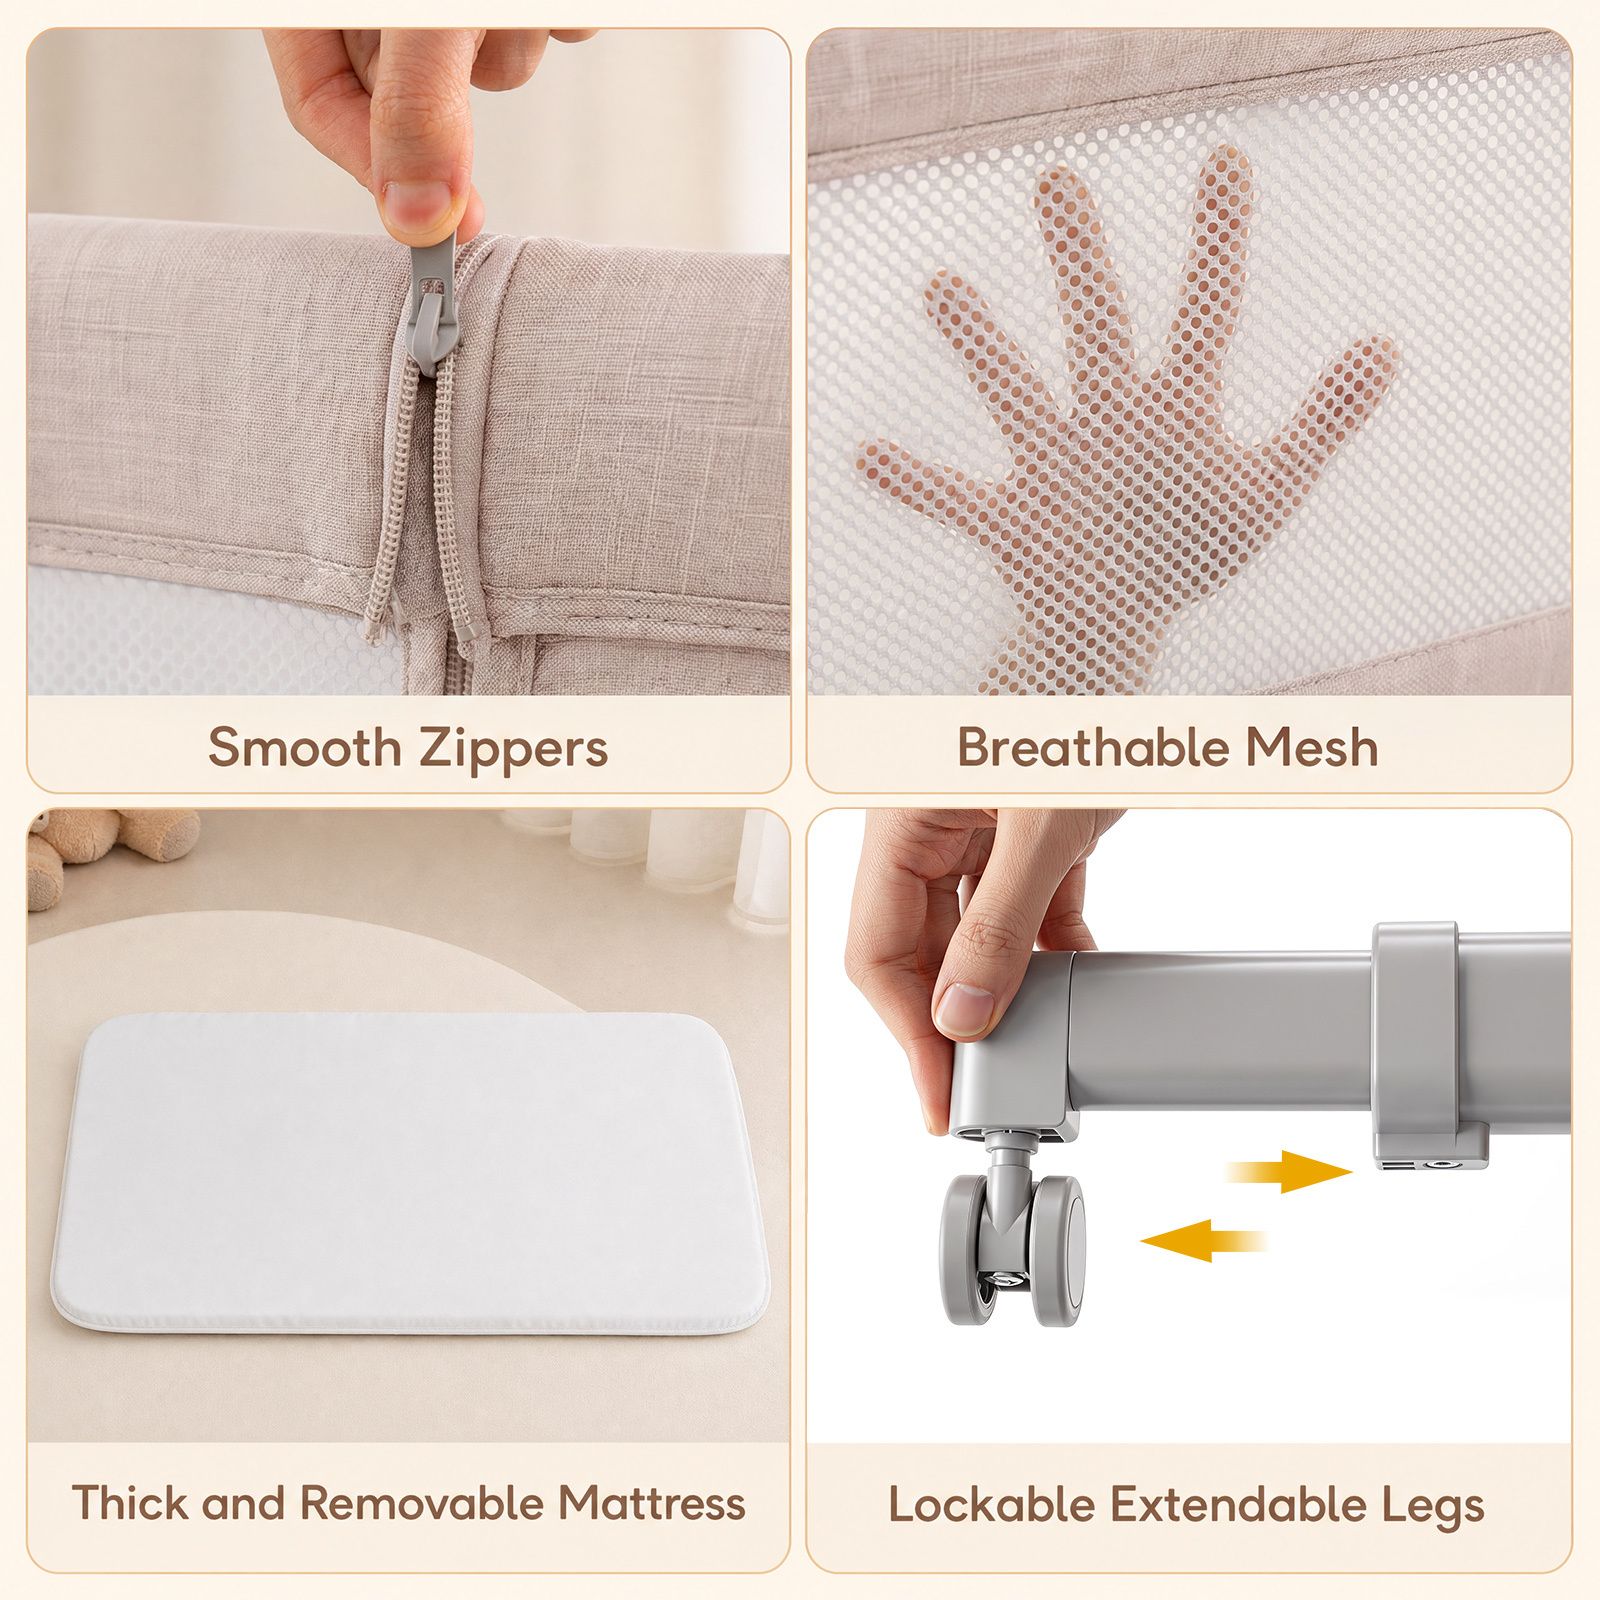 Smooth Zippers
Breathable Mesh
Thick and Removable Mattress
Lockable Extendable Legs